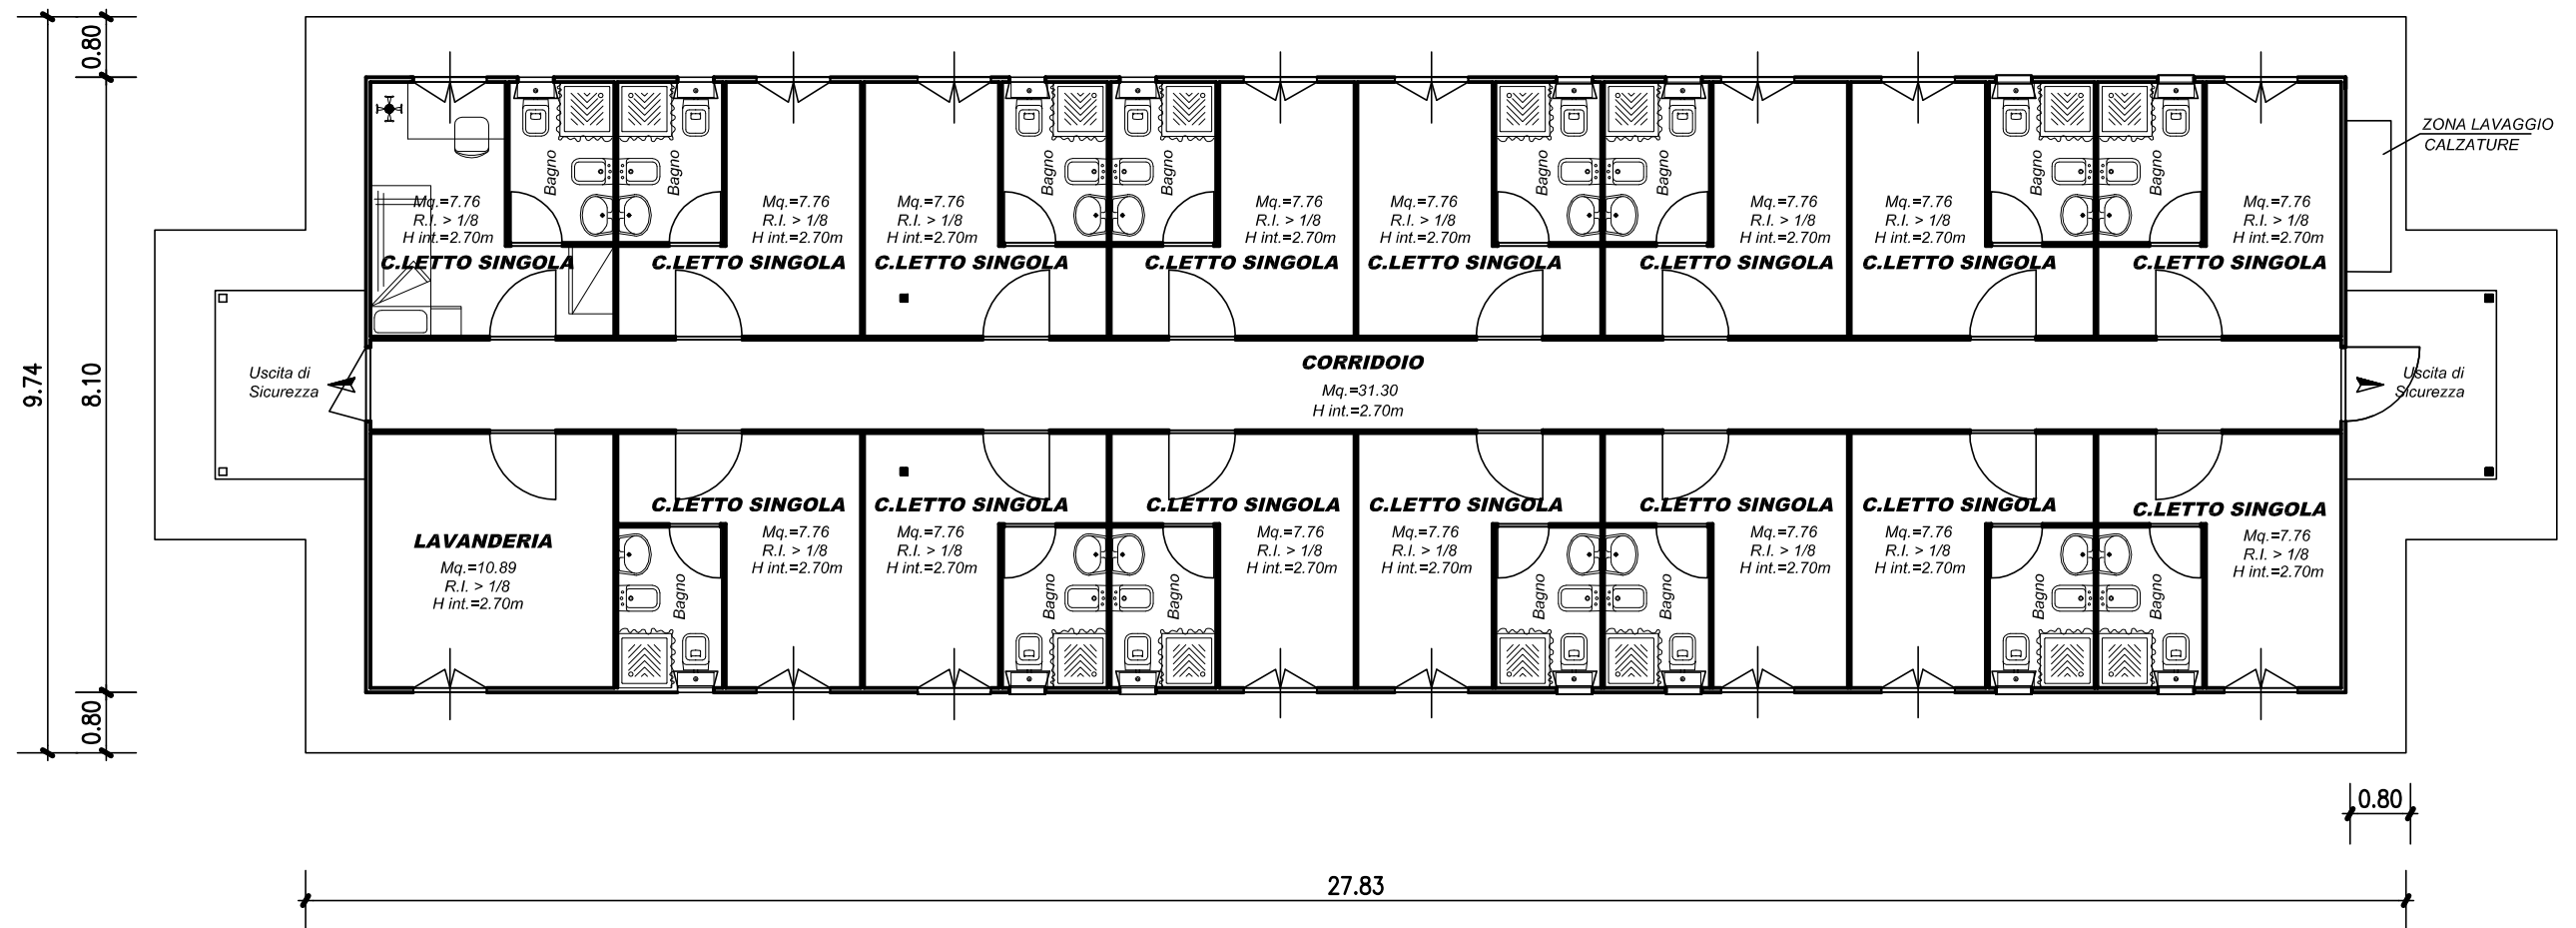 0.80
ZONA LAVAGGIO
CALZATURE
Bagno
Bagno
Bagno
Bagno
Bagno
Bagno
Bagno
Bagno
Mq.=7.76
R.I. > 1/8
H int.=2.70m
C.LETTO SINGOLA
Mq.=7.76
R.I. > 1/8
H int.=2.70m
C.LETTO SINGOLA
Mq.=7.76
R.I. > 1/8
H int.=2.70m
C.LETTO SINGOLA
Mq.=7.76
R.I. > 1/8
H int.=2.70m
C.LETTO SINGOLA
Mq.=7.76
R.I. > 1/8
H int.=2.70m
C.LETTO SINGOLA
Mq.=7.76
R.I. > 1/8
H int.=2.70m
C.LETTO SINGOLA
Mq.=7.76
R.I. > 1/8
H int.=2.70m
C.LETTO SINGOLA
Mq.=7.76
R.I. > 1/8
H int.=2.70m
C.LETTO SINGOLA
9.74
8.10
Uscita di
Sicurezza
CORRIDOIO
Mq.=31.30
H int.=2.70m
Uscita di
Sicurezza
LAVANDERIA
Mq.=10.89
R.I. > 1/8
H int.=2.70m
C.LETTO SINGOLA
Mq.=7.76
R.I. > 1/8
H int.=2.70m
C.LETTO SINGOLA
Mq.=7.76
R.I. > 1/8
H int.=2.70m
C.LETTO SINGOLA
Mq.=7.76
R.I. > 1/8
H int.=2.70m
C.LETTO SINGOLA
Mq.=7.76
R.I. > 1/8
H int.=2.70m
C.LETTO SINGOLA
Mq.=7.76
R.I. > 1/8
H int.=2.70m
C.LETTO SINGOLA
Mq.=7.76
R.I. > 1/8
H int.=2.70m
C.LETTO SINGOLA
Mq.=7.76
R.I. > 1/8
H int.=2.70m
Bagno
Bagno
Bagno
Bagno
Bagno
Bagno
Bagno
0.80
0.80
27.83